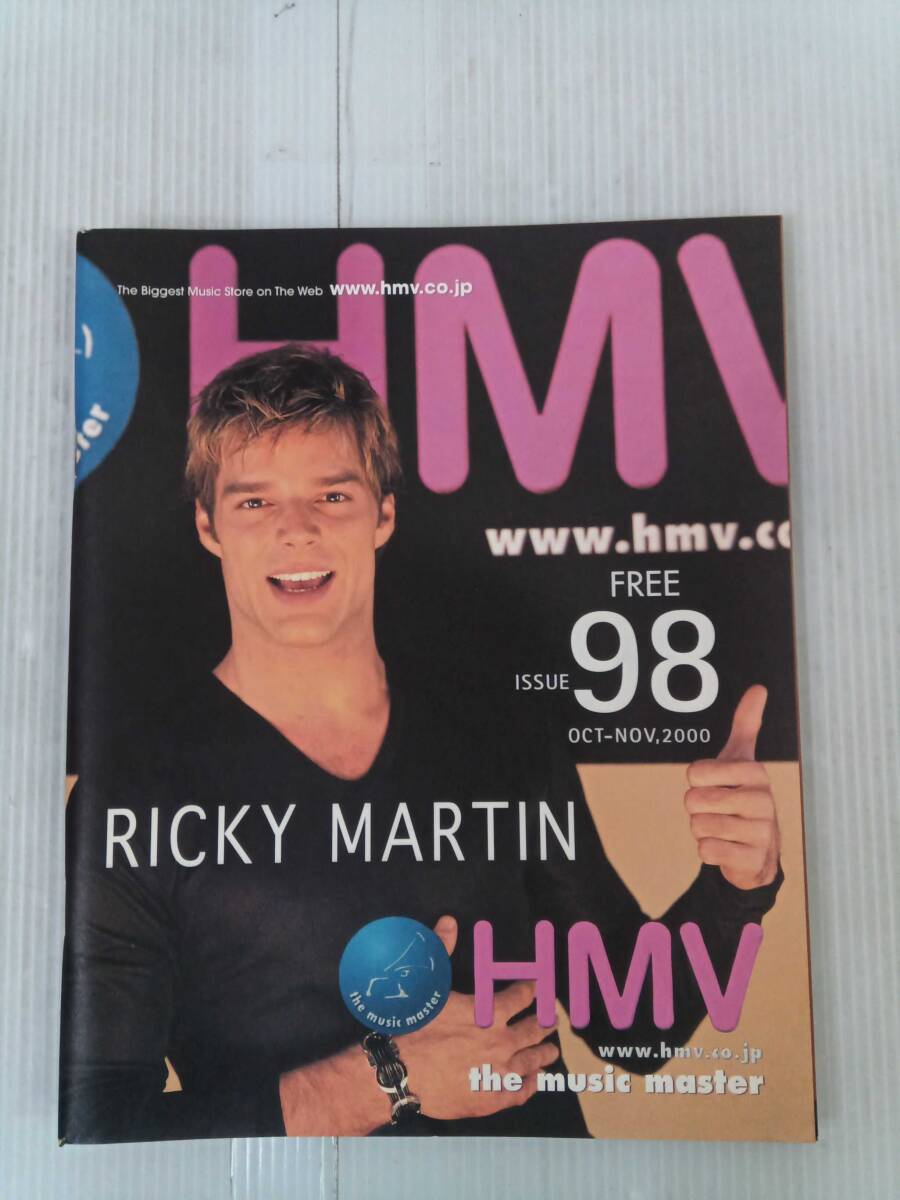 HMV
The Biggest Music Store on The Web www.hmv.co.jp
www.hmv.co
FREE
ISSUE 98
OCT-NOV,2000
RICKY MARTIN
the music master
HMV
www.hmv.co.jp
the music master